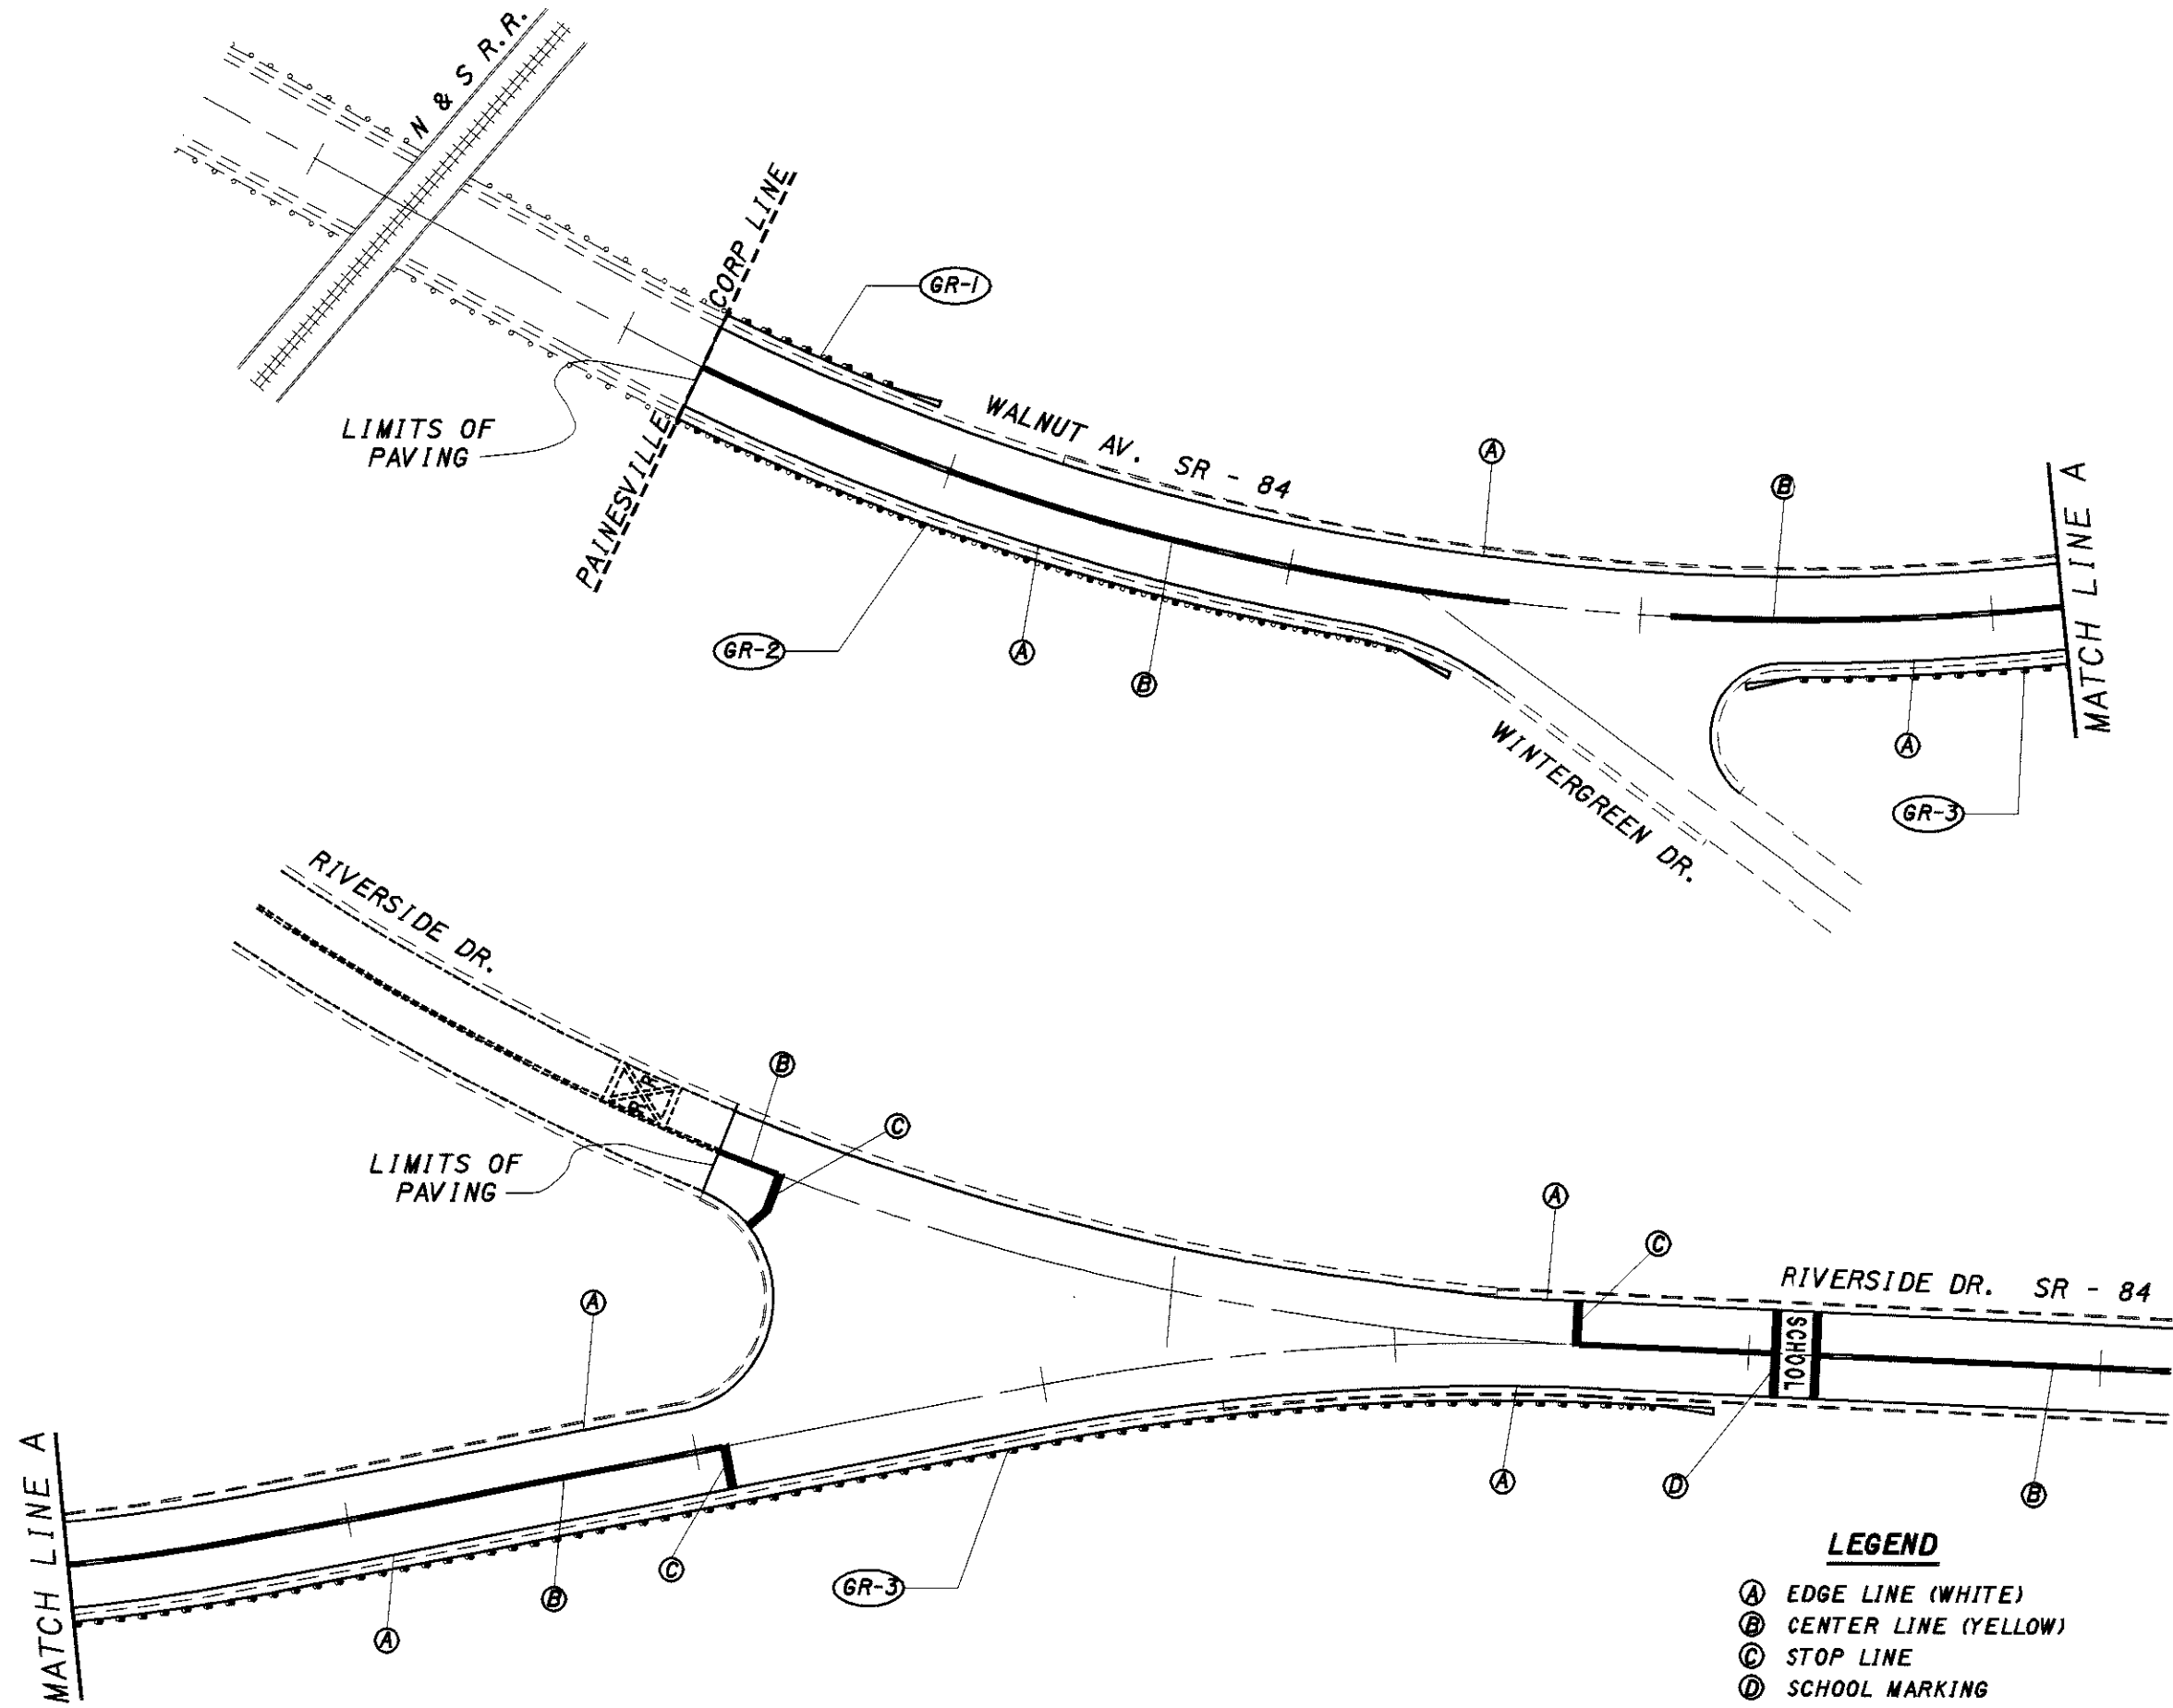 N & S R.R.
CORP LINE
PAINESVILLE
GR-1
LIMITS OF
PAVING
WALNUT AV. SR - 84
A
B
MATCH LINE A
GR-2
A
B
WINTERGREEN DR.
A
GR-3
RIVERSIDE DR.
R
R
B
C
LIMITS OF
PAVING
A
A
C
RIVERSIDE DR. SR - 84
SCHOOL
MATCH LINE A
A
B
C
GR-3
A
D
B
LEGEND
A EDGE LINE (WHITE)
B CENTER LINE (YELLOW)
C STOP LINE
D SCHOOL MARKING